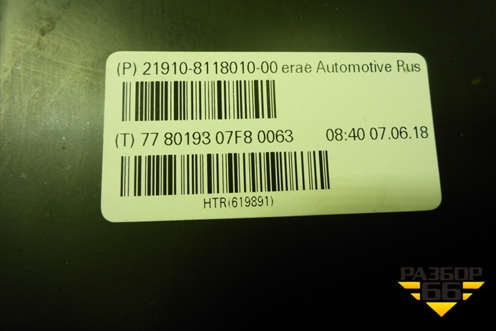 (P) 21910-8118010-00 erae Automotive Rus
(T) 77 80193 07F8 0063 08:40 07.06.18
HTR(619891)
РАЗБОР
66